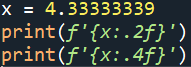 x = 4.33333339
print(f'{x:.2f}')
print(f'{x:.4f}')